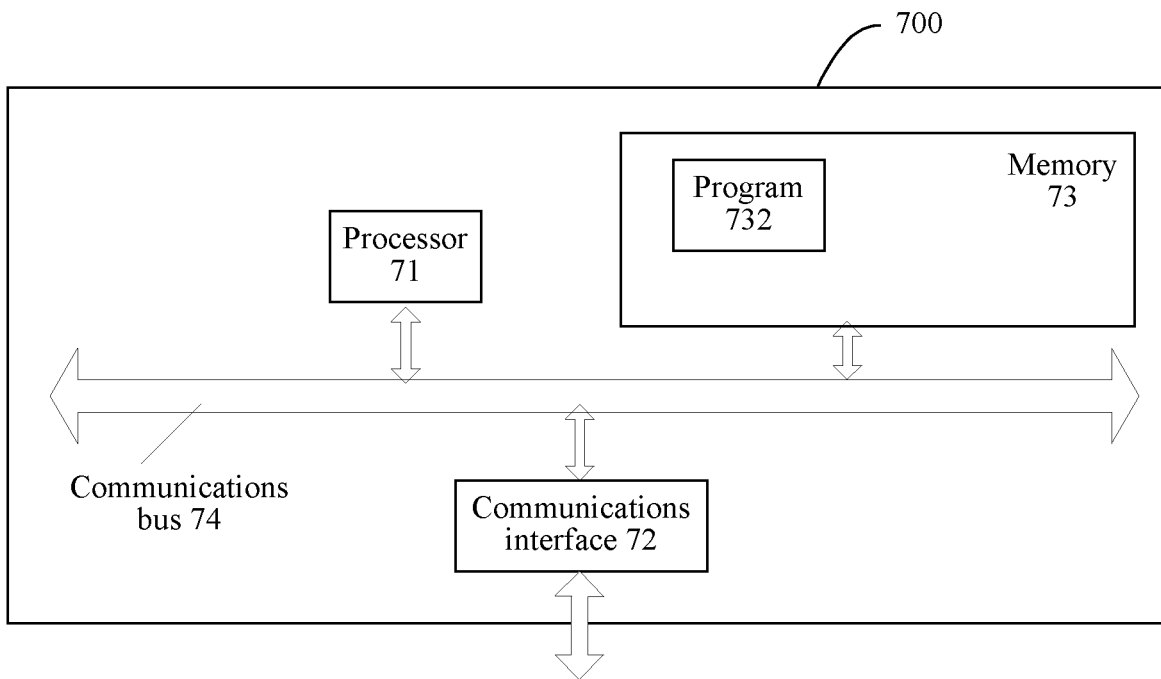 700
Memory
73
Program
732
Processor
71
Communications
bus 74
Communications
interface 72